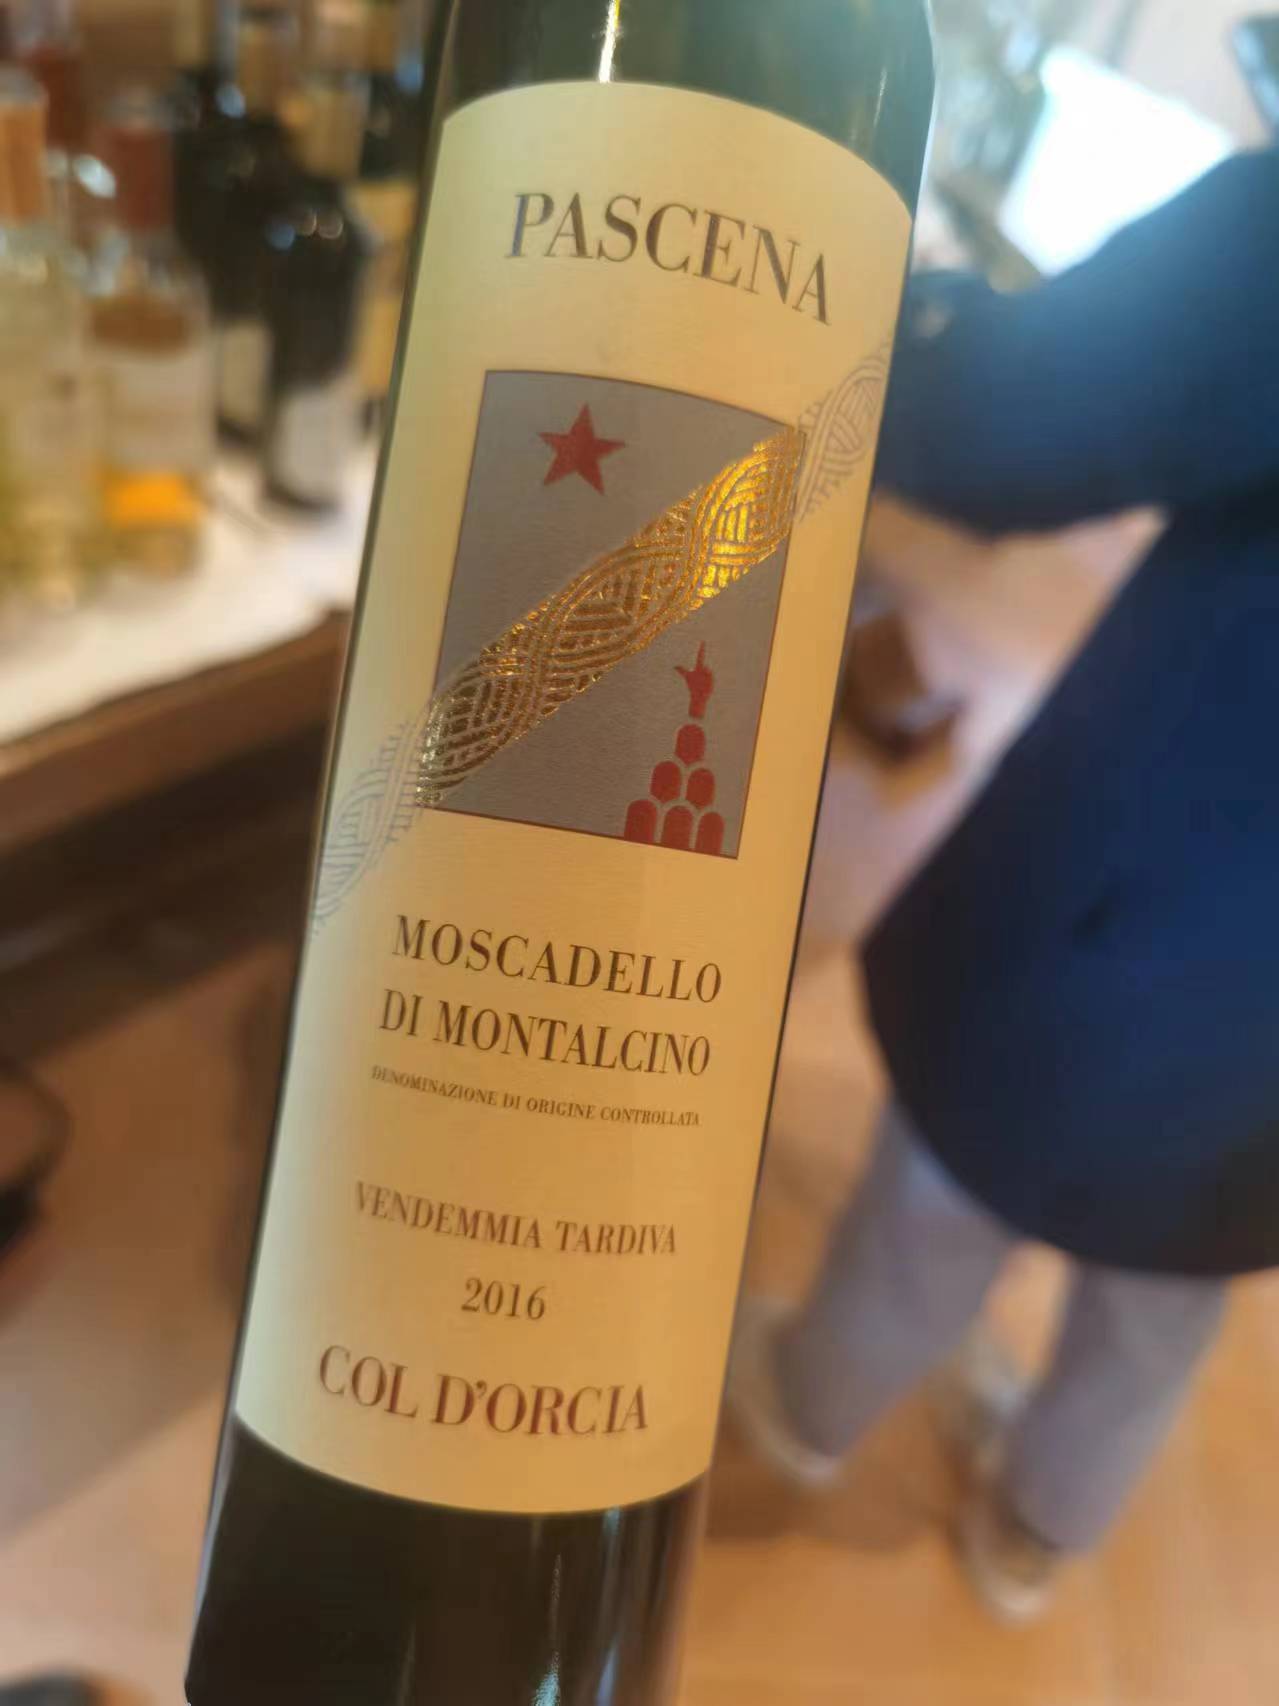 PASCENA
MOSCADELLO
DI MONTALCINO
DENOMINAZIONE DI ORIGINE CONTROLLATA
VENDEMMIA TARDIVA
2016
COL D'ORCIA